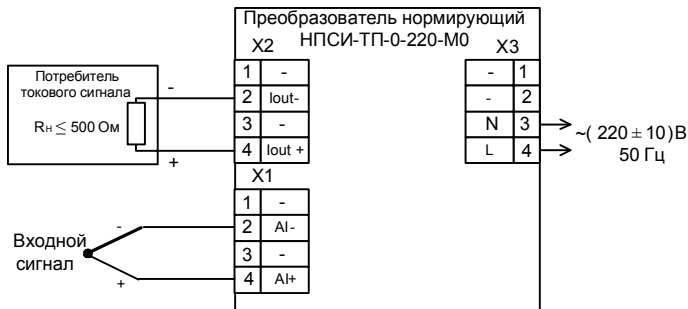 Преобразователь нормирующий
НПСИ-ТП-0-220-М0
X2
X3
1 -
2 Iout-
3 -
4 Iout +
- 1
- 2
N 3
L 4
~( 220 ± 10)В
50 Гц
Потребитель
токового сигнала
Rн ≤ 500 Ом
-
+
X1
1 -
2 AI-
3 -
4 AI+
Входной
сигнал
-
+